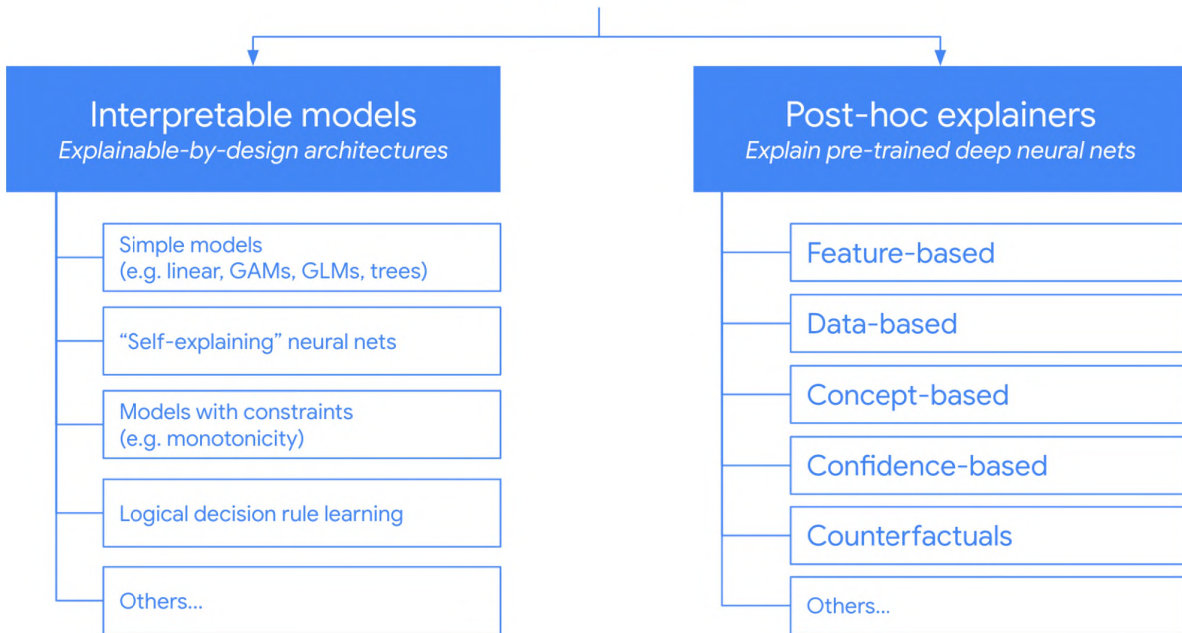 Interpretable models
Explainable-by-design architectures
Simple models
(e.g. linear, GAMs, GLMs, trees)
“Self-explaining” neural nets
Models with constraints
(e.g. monotonicity)
Logical decision rule learning
Others...
Post-hoc explainers
Explain pre-trained deep neural nets
Feature-based
Data-based
Concept-based
Confidence-based
Counterfactuals
Others...